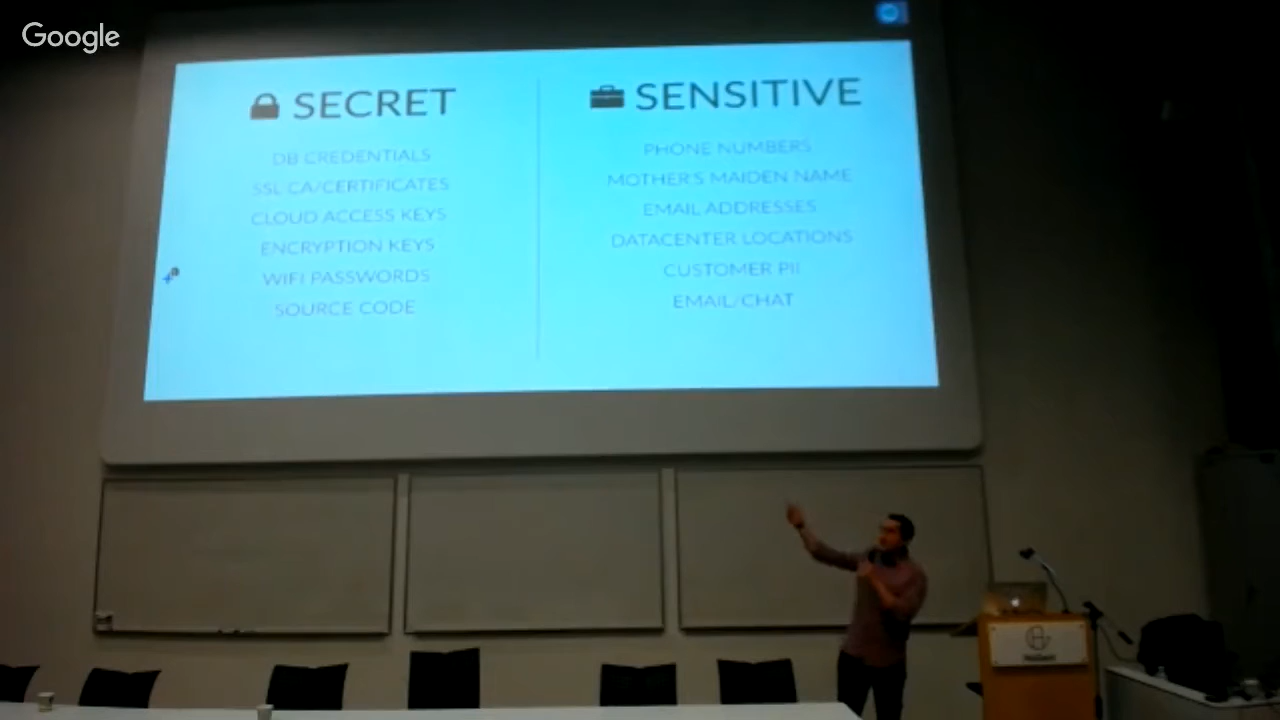 Google
SECRET
DB CREDENTIALS
SSL CA/CERTIFICATES
CLOUD ACCESS KEYS
ENCRYPTION KEYS
WIFI PASSWORDS
SOURCE CODE
SENSITIVE
PHONE NUMBERS
MOTHER'S MAIDEN NAME
EMAIL ADDRESSES
DATACENTER LOCATIONS
CUSTOMER PII
EMAIL/CHAT